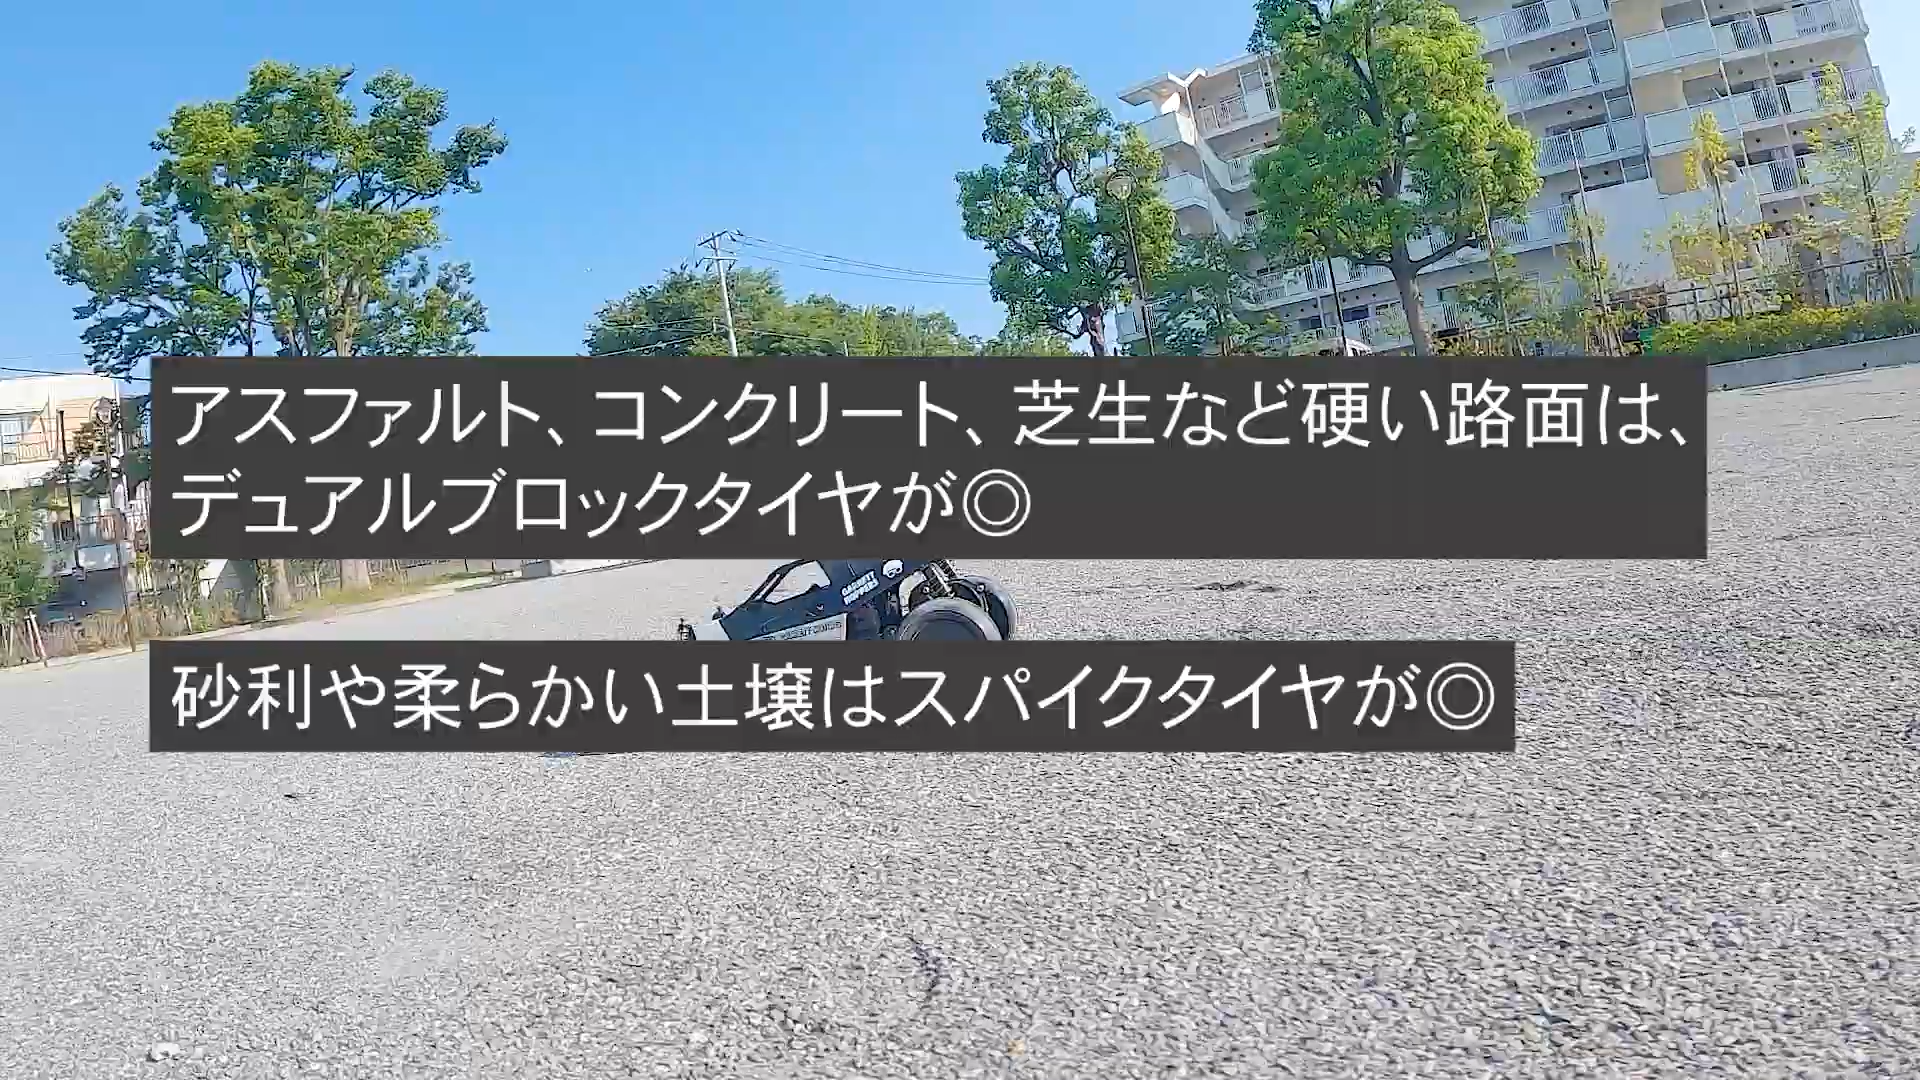 アスファルト、コンクリート、芝生など硬い路面は、
デュアルブロックタイヤが◎
砂利や柔らかい土壌はスパイクタイヤが◎